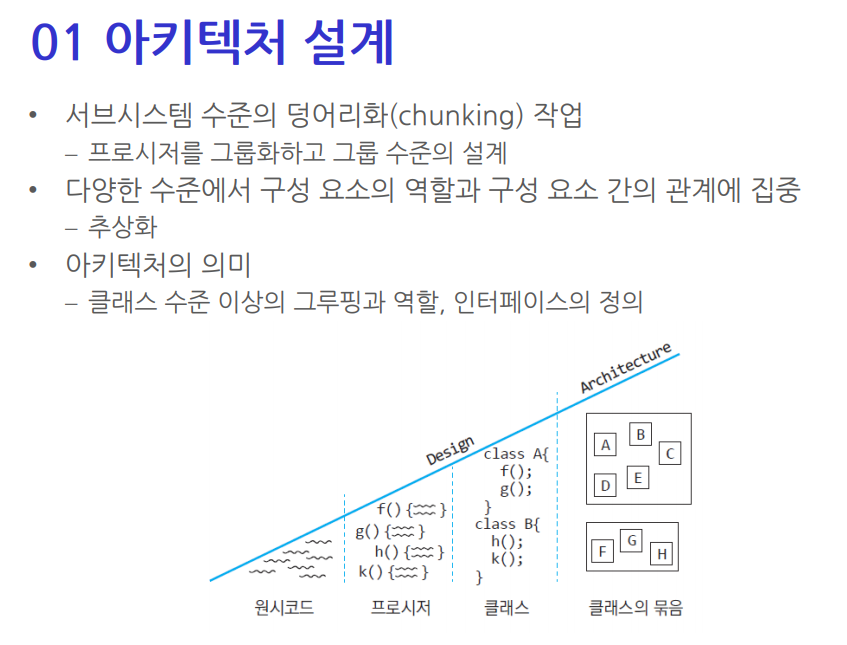 01 아키텍처 설계
• 서브시스템 수준의 덩어리화(chunking) 작업
– 프로시저를 그룹화하고 그룹 수준의 설계
• 다양한 수준에서 구성 요소의 역할과 구성 요소 간의 관계에 집중
– 추상화
• 아키텍처의 의미
– 클래스 수준 이상의 그루핑과 역할, 인터페이스의 정의
Architecture
Design
f(){ }
g(){ }
h(){ }
k(){ }
class A{
f();
g();
}
class B{
h();
k();
}
A
B
C
D
E
F
G
H
원시코드
프로시저
클래스
클래스의 묶음